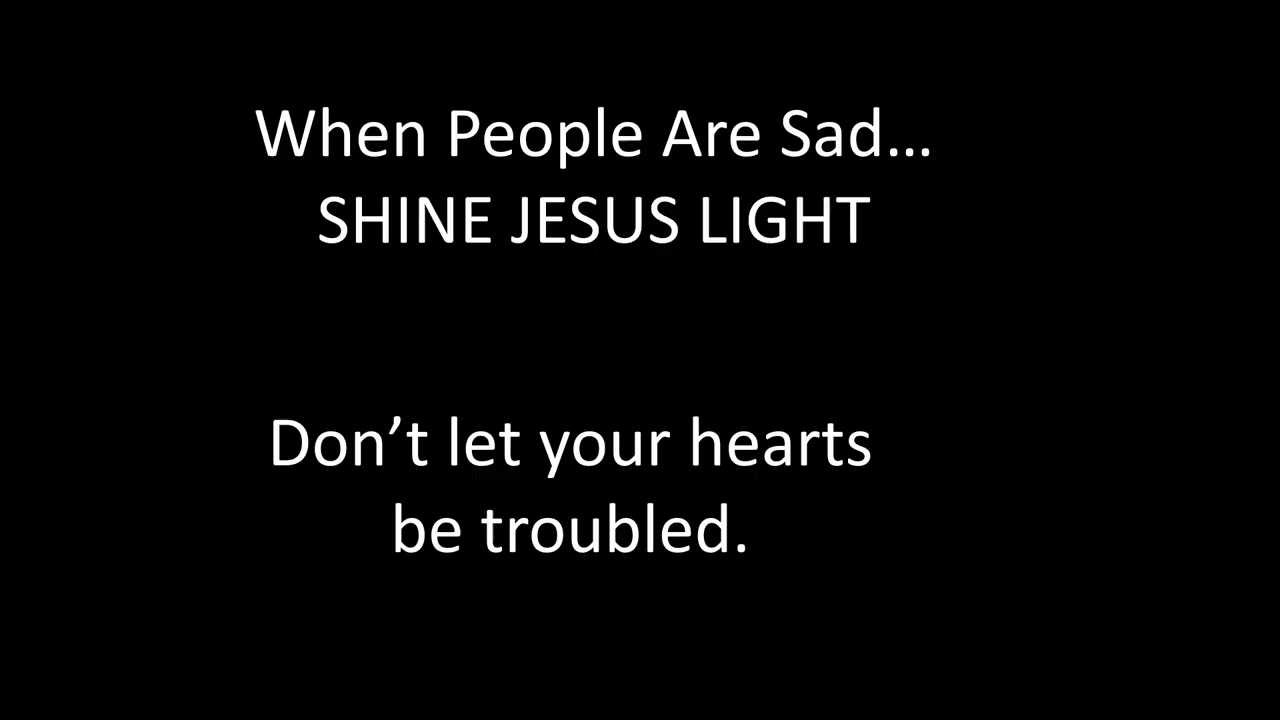 When People Are Sad...
SHINE JESUS LIGHT
Don’t let your hearts
be troubled.